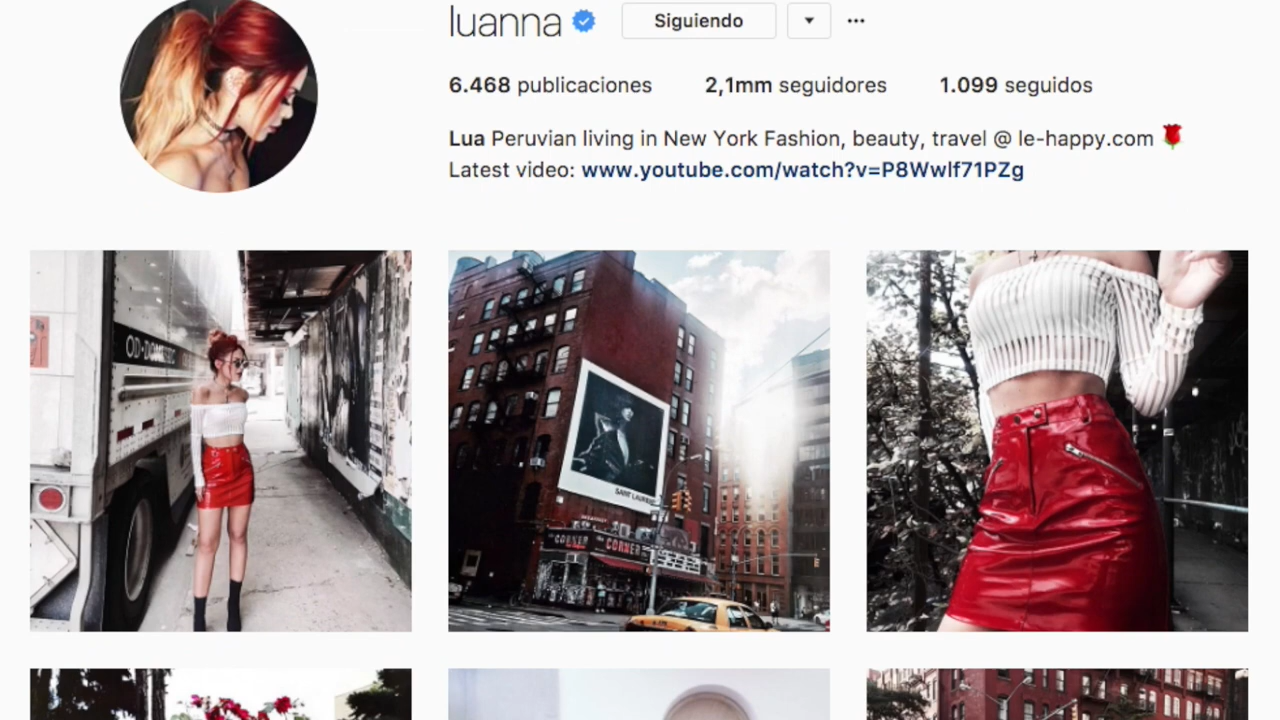 luanna Siguiendo
6.468 publicaciones 2,1mm seguidores 1.099 seguidos
Lua Peruvian living in New York Fashion, beauty, travel @ le-happy.com
Latest video: www.youtube.com/watch?v=P8Wwlf71PZg
SAINT LAURENT
CORNER
CORNER